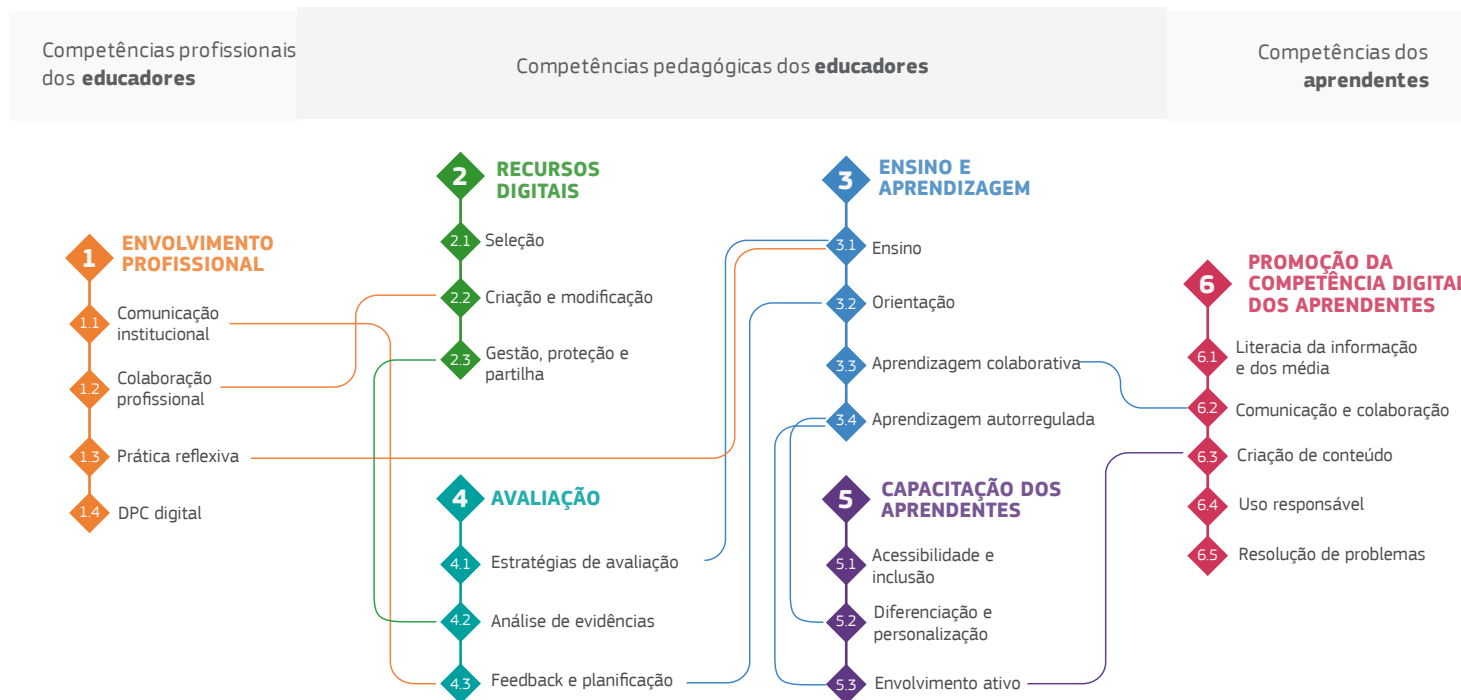 Competências profissionais
dos educadores
Competências pedagógicas dos educadores
Competências dos
aprendentes
1
ENVOLVIMENTO
PROFISSIONAL
1.1
Comunicação
institucional
1.2
Colaboração
profissional
1.3
Prática reflexiva
1.4
DPC digital
2
RECURSOS
DIGITAIS
2.1
Seleção
2.2
Criação e modificação
2.3
Gestão, proteção e
partilha
3
ENSINO E
APRENDIZAGEM
3.1
Ensino
3.2
Orientação
3.3
Aprendizagem colaborativa
3.4
Aprendizagem autorregulada
4
AVALIAÇÃO
4.1
Estratégias de avaliação
4.2
Análise de evidências
4.3
Feedback e planificação
5
CAPACITAÇÃO DOS
APRENDENTES
5.1
Acessibilidade e
inclusão
5.2
Diferenciação e
personalização
5.3
Envolvimento ativo
6
PROMOÇÃO DA
COMPETÊNCIA DIGITAL
DOS APRENDENTES
6.1
Literacia da informação
e dos média
6.2
Comunicação e colaboração
6.3
Criação de conteúdo
6.4
Uso responsável
6.5
Resolução de problemas